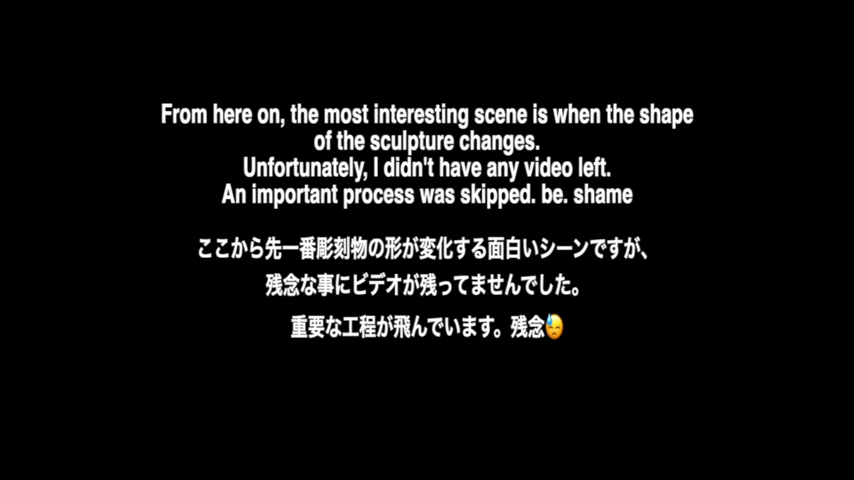 From here on, the most interesting scene is when the shape
of the sculpture changes.
Unfortunately, I didn't have any video left.
An important process was skipped. be. shame
ここから先一番彫刻物の形が変化する面白いシーンですが、
残念な事にビデオが残ってませんでした。
重要な工程が飛んでいます。残念😓